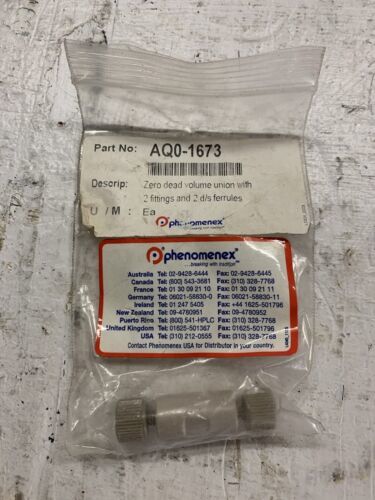 Part No: AQ0-1673
Descrip: Zero dead volume union with
2 fittings and 2 d/s ferrules
U / M : Ea
phenomenex
phenomenex®
...breaking with tradition™
Australia Tel: 02-9428-6444 Fax: 02-9428-6445
Canada Tel: (800) 543-3681 Fax: (310) 328-7768
France Tel: 01 30 09 21 10 Fax: 01 30 09 21 11
Germany Tel: 06021-58830-0 Fax: 06021-58830-11
Ireland Tel: 01 247 5405 Fax: +44 1625-501796
New Zealand Tel: 09-4780951 Fax: 09-4780952
Puerto Rico Tel: (800) 541-HPLC Fax: (310) 328-7768
United Kingdom Tel: 01625-501367 Fax: 01625-501796
USA Tel: (310) 212-0555 Fax: (310) 328-7768
Contact Phenomenex USA for Distributor in your country.